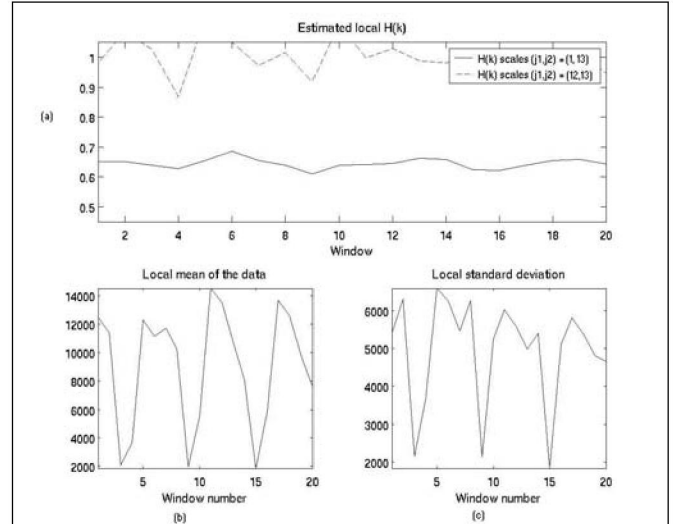 Estimated local H(k)
1
0.9
0.8
0.7
0.6
0.5
(a)
H(k) scales (j1,j2) = (1,13)
H(k) scales (j1,j2) = (12,13)
2 4 6 8 10 12 14 16 18 20
Window
Local mean of the data
14000
12000
10000
8000
6000
4000
2000
5 10 15 20
Window number
(b)
Local standard deviation
6000
5000
4000
3000
2000
5 10 15 20
Window number
(c)